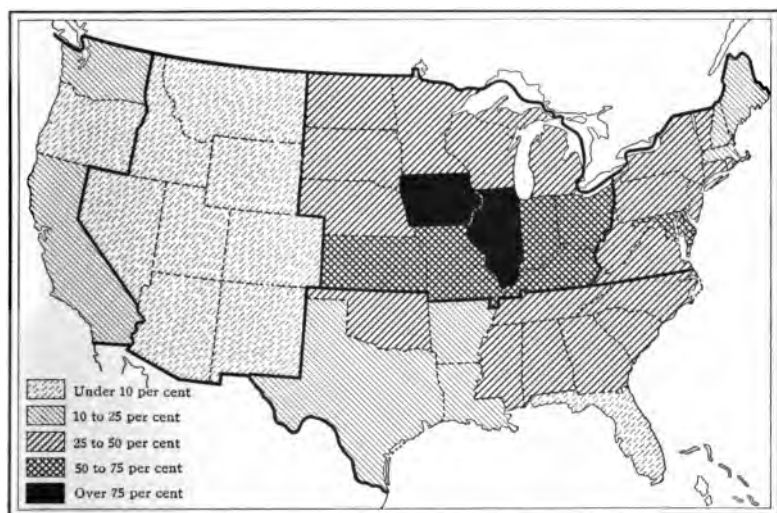 Under 10 per cent
10 to 25 per cent
25 to 50 per cent
50 to 75 per cent
Over 75 per cent